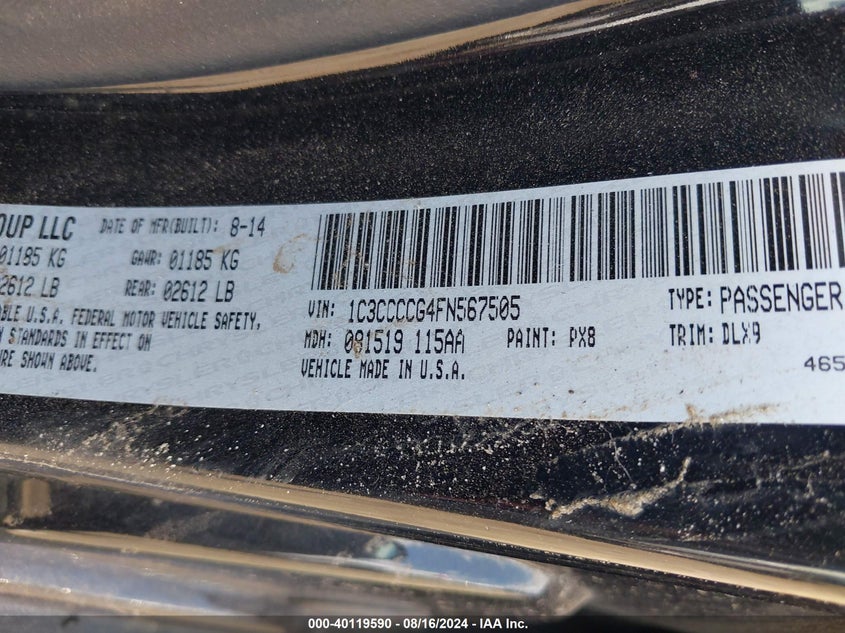 OUP LLC DATE OF MFR(BUILT): 8-14
01185 KG GAWR: 01185 KG
02612 LB REAR: 02612 LB
BLE U.S.A. FEDERAL MOTOR VEHICLE SAFETY,
N STANDARDS IN EFFECT ON
URE SHOWN ABOVE.
VIN: 1C3CCCCG4FN567505 TYPE: PASSENGER
MDH: 081519 115AA PAINT: PX8 TRIM: DLX9
VEHICLE MADE IN U.S.A. 465
000-40119590 - 08/16/2024 - IAA Inc.